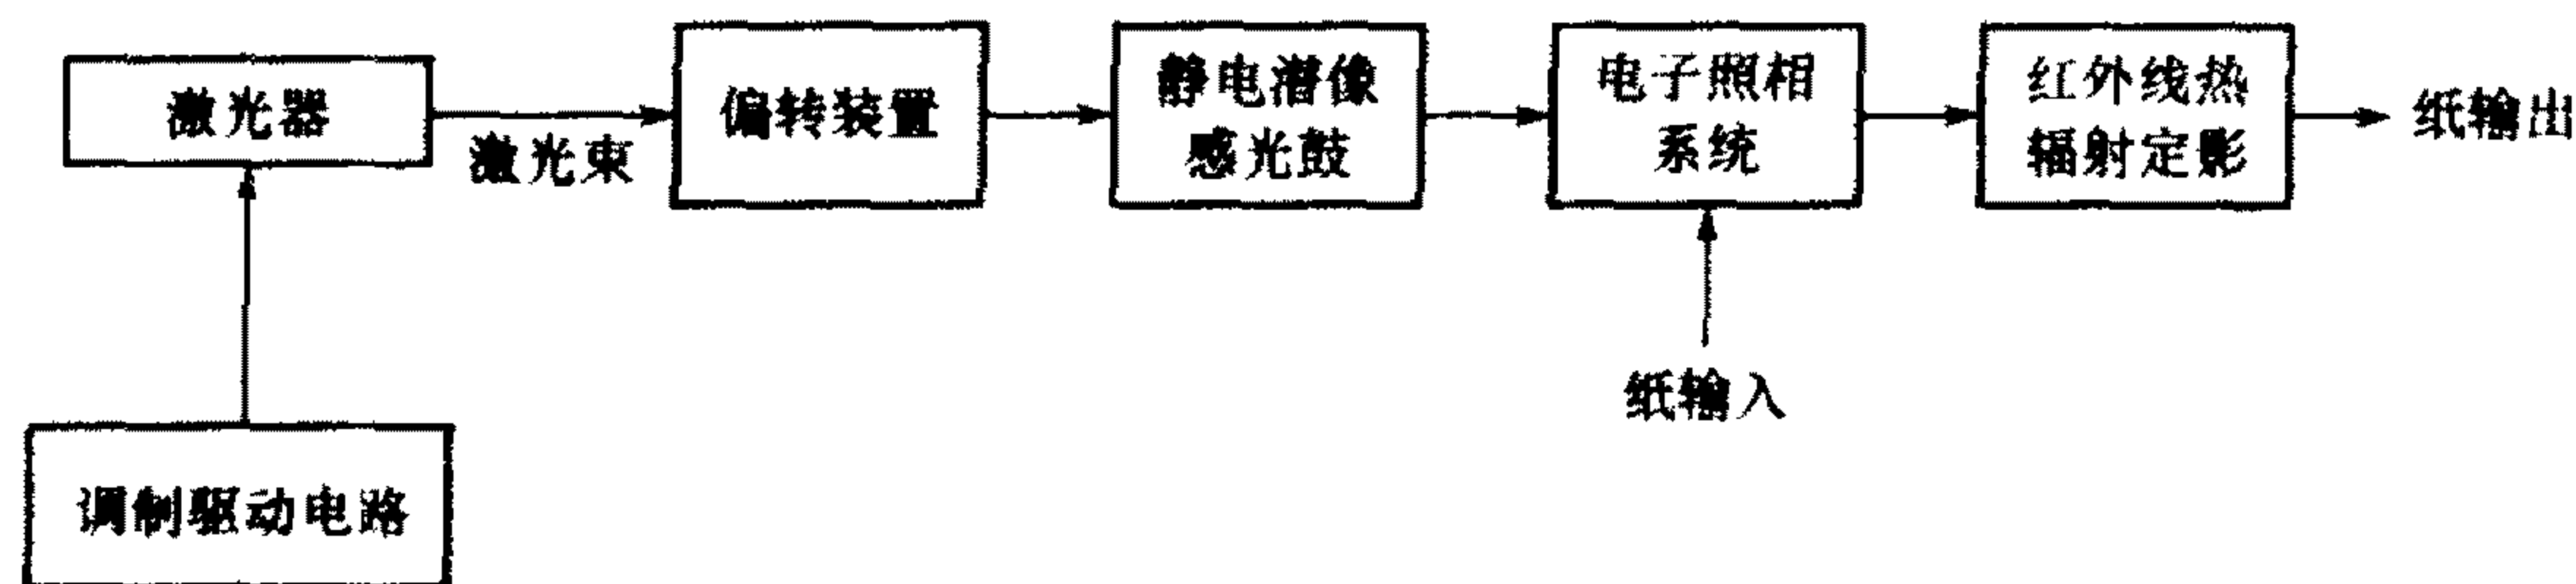 激光器
激光束
偏转装置
静电潜像
感光鼓
电子照相
系统
红外线热
辐射定影
纸输出
纸输入
调制驱动电路